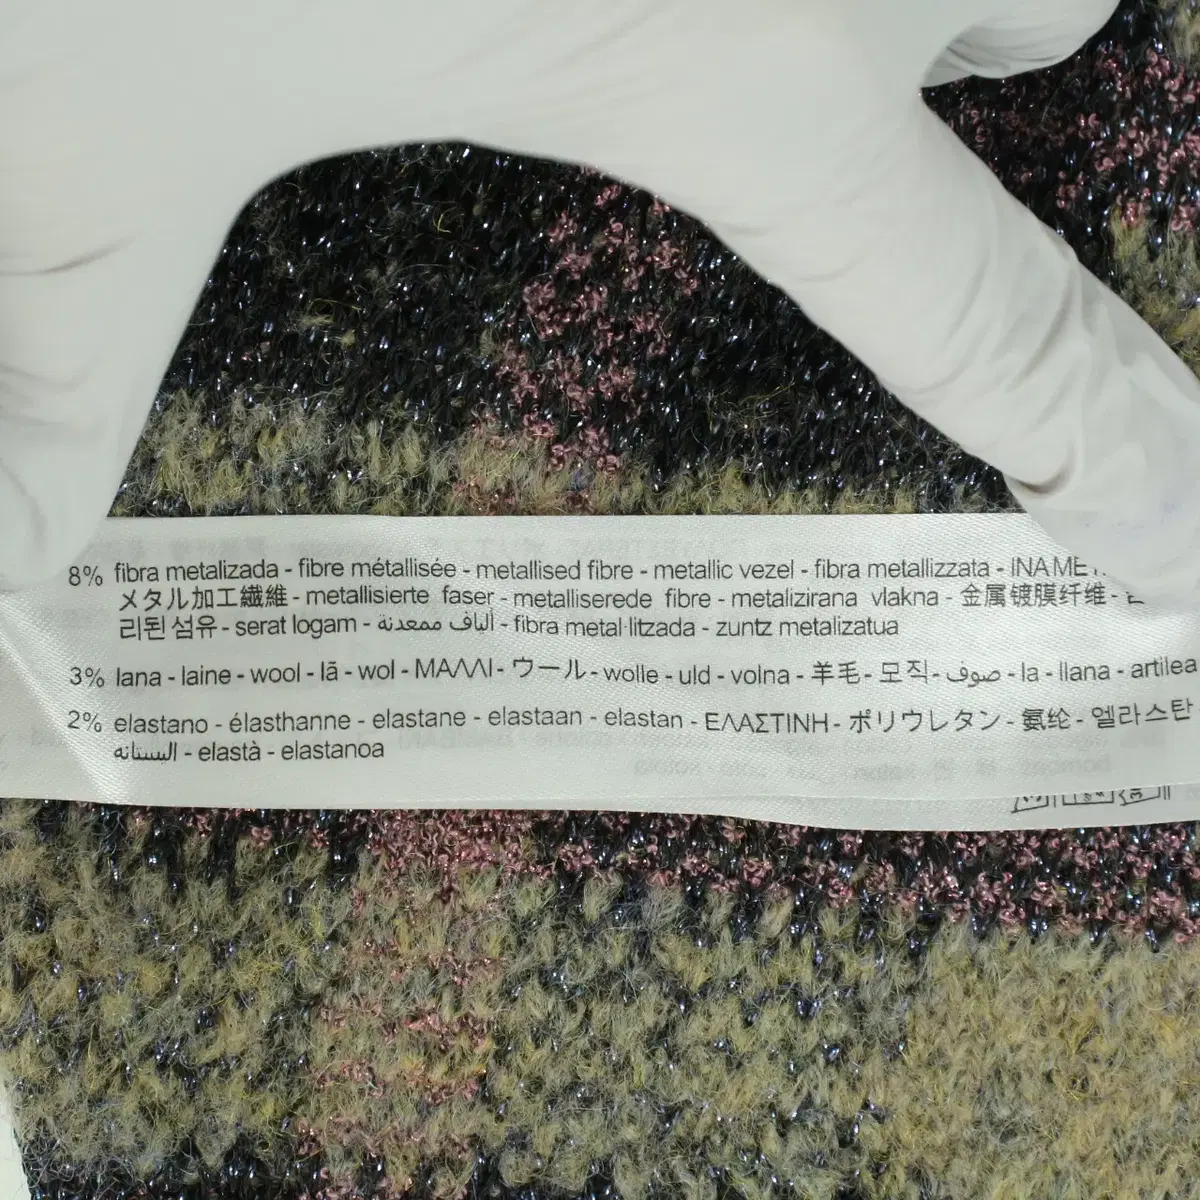 8% fibra metalizada - fibre métallisée - metallised fibre - metallic vezel - fibra metallizzata -
メタル加工繊維 - metallisierte faser - metalliserede fibre - metalizirana vlakna - 金属镀膜纤维 -
리된 섬유 - serat logam - ألياف ممعدنة - fibra metal·litzada - zuntz metalizatua
3% lana - laine - wool - lã - wol - ΜΑΛΛΙ - ウール - wolle - uld - volna - 羊毛 - 모직 - صوف - la - llana - artilea
2% elastano - élasthanne - elastane - elastaan - elastan - ΕΛΑΣΤΙΝΗ - ポリウレタン - 氨纶 - 엘라스탄
اليستانه - elastà - elastanoa